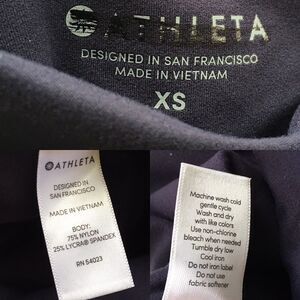 ATHLETA
DESIGNED IN SAN FRANCISCO
MADE IN VIETNAM
XS
ATHLETA
DESIGNED IN
SAN FRANCISCO
MADE IN VIETNAM
BODY:
75% NYLON
25% LYCRA® SPANDEX
RN 54023
Machine wash cold
gentle cycle
Wash and dry
with like colors
Use non-chlorine
bleach when needed
Tumble dry low
Cool iron
Do not iron label
Do not use
fabric softener